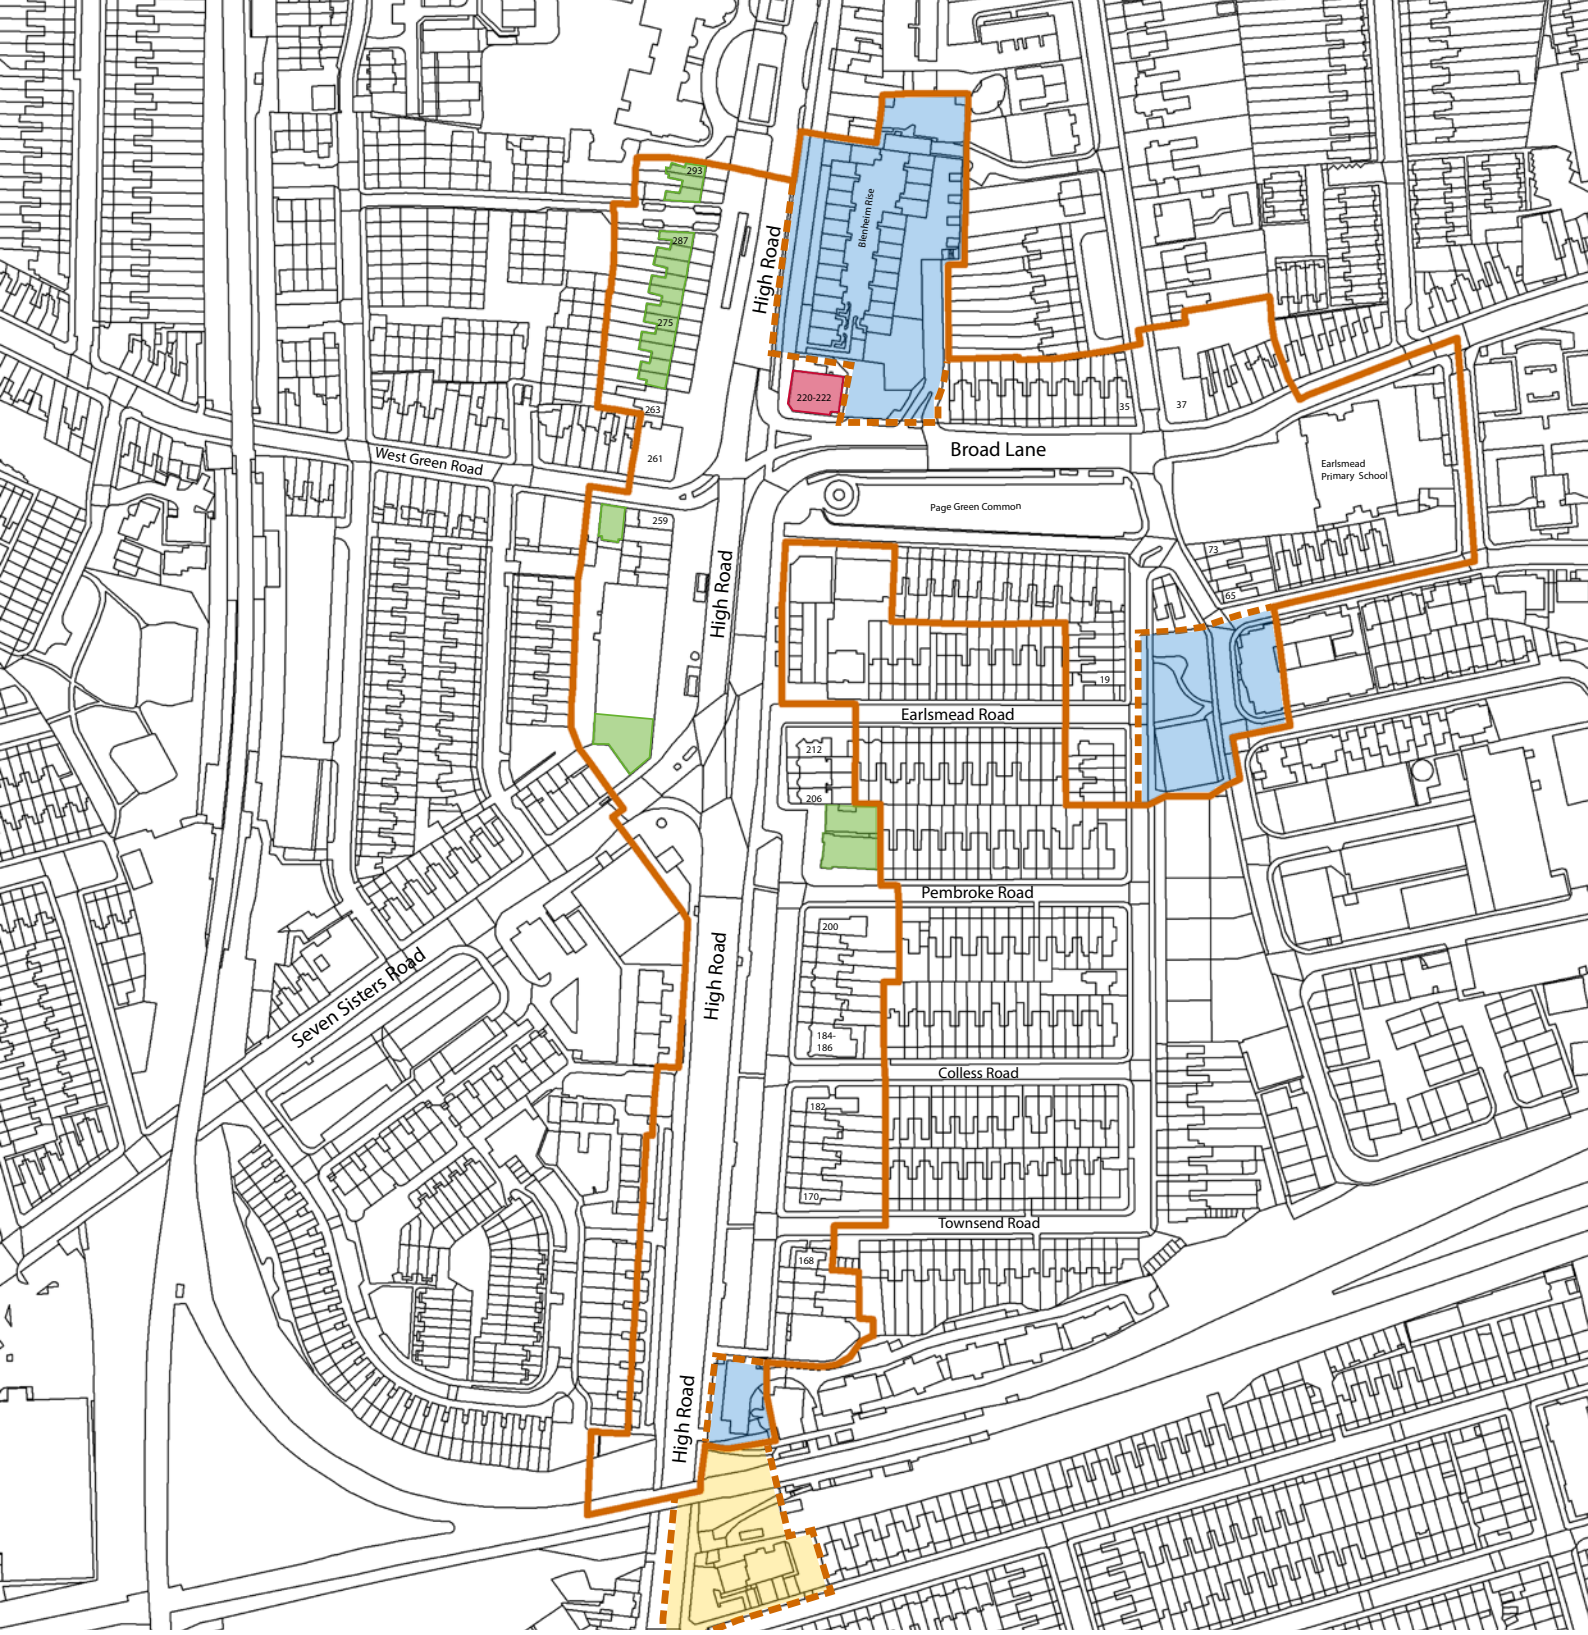 293
287
High Road
Blenheim Rise
275
220-222
263
35
37
261
West Green Road
Broad Lane
Earlsmead
Primary School
Page Green Common
259
73
High Road
65
19
Earlsmead Road
212
206
Pembroke Road
200
High Road
Seven Sisters Road
184-
186
Colless Road
182
170
Townsend Road
168
High Road